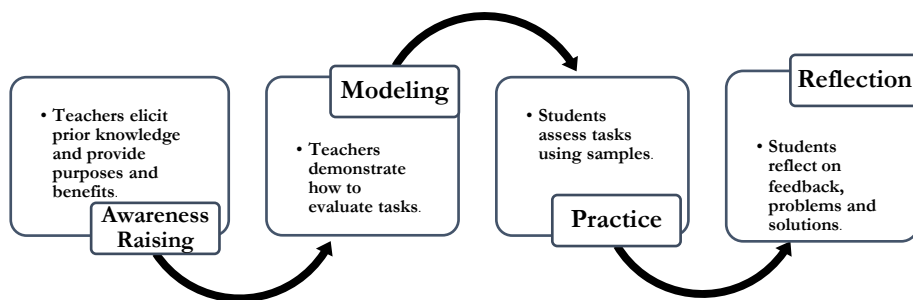 • Teachers elicit
prior knowledge
and provide
purposes and
benefits.
Awareness
Raising
Modeling
• Teachers
demonstrate
how to
evaluate tasks.
• Students
assess tasks
using samples.
Practice
Reflection
• Students
reflect on
feedback,
problems and
solutions.